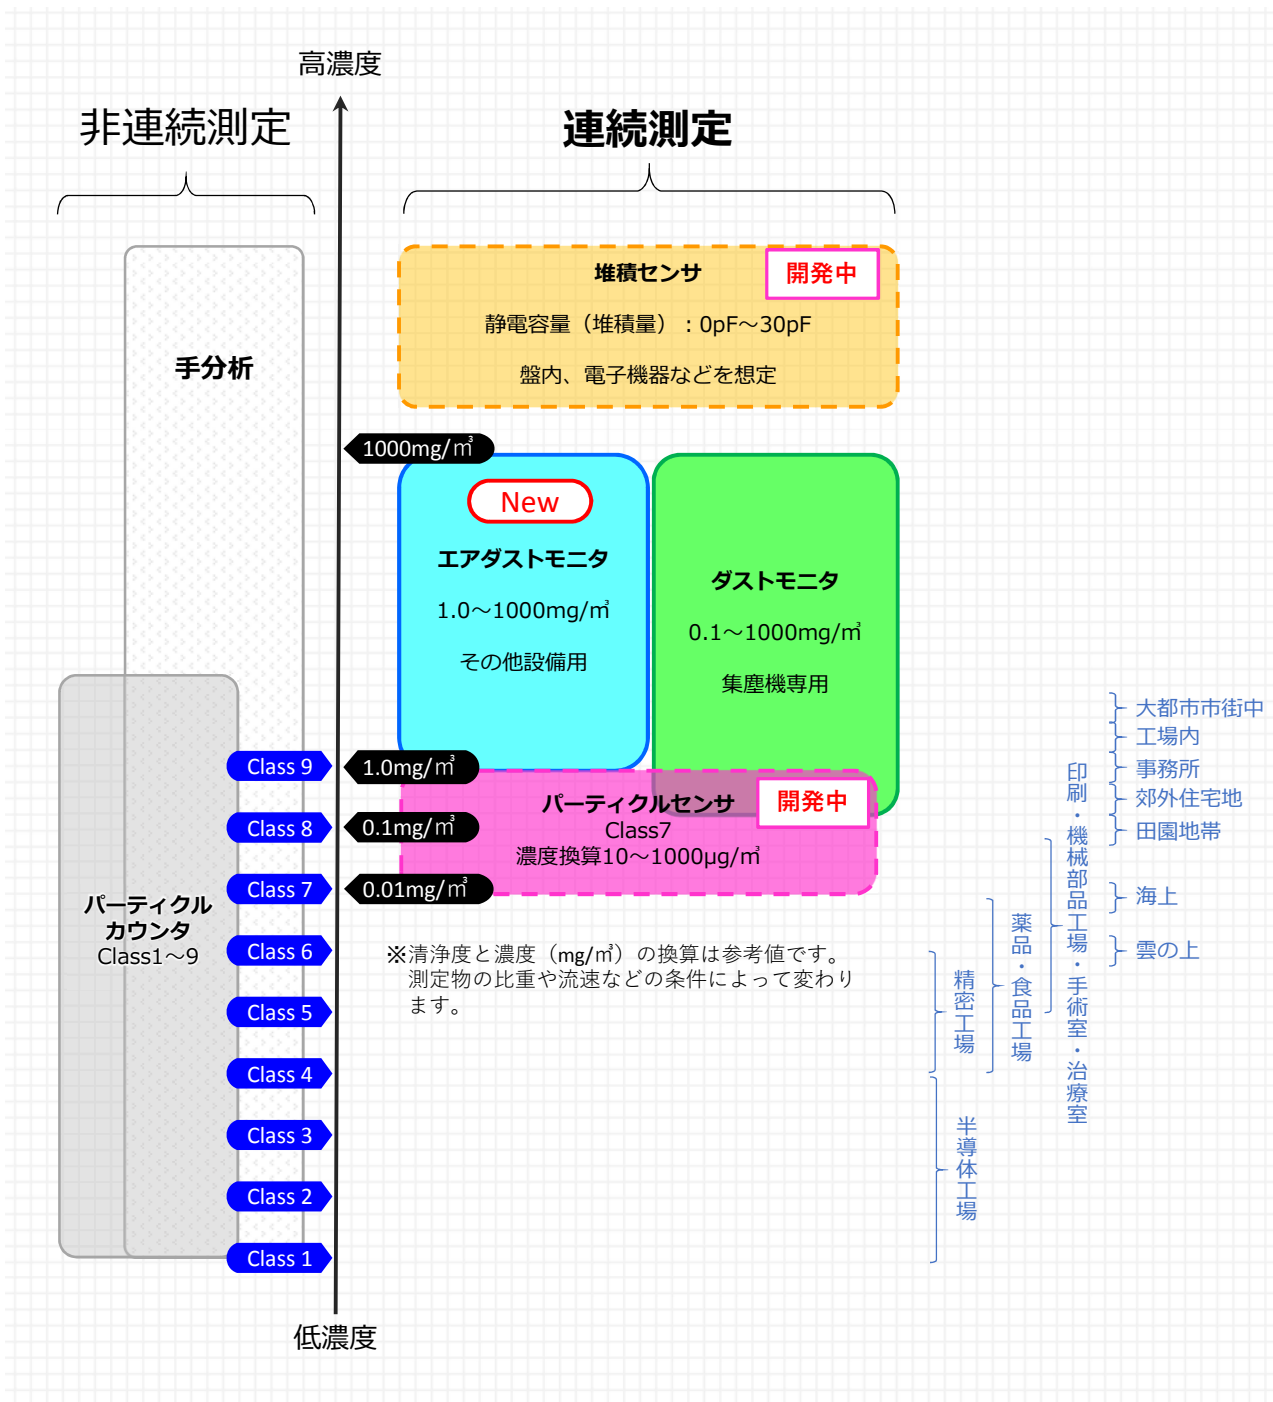 高濃度
非連続測定
連続測定
堆積センサ
開発中
静電容量（堆積量）：0pF～30pF
盤内、電子機器などを想定
手分析
1000mg/㎥
New
エアダストモニタ
1.0～1000mg/㎥
その他設備用
ダストモニタ
0.1～1000mg/㎥
集塵機専用
Class 9
1.0mg/㎥
Class 8
0.1mg/㎥
Class 7
0.01mg/㎥
パーティクルセンサ
開発中
Class7
濃度換算10～1000μg/㎥
パーティクル
カウンタ
Class1～9
Class 6
Class 5
Class 4
Class 3
Class 2
Class 1
※清浄度と濃度（mg/㎥）の換算は参考値です。
測定物の比重や流速などの条件によって変わり
ます。
低濃度
大都市市街中
工場内
事務所
郊外住宅地
田園地帯
海上
雲の上
印刷・機械部品工場・手術室・治療室
薬品・食品工場
精密工場
半導体工場